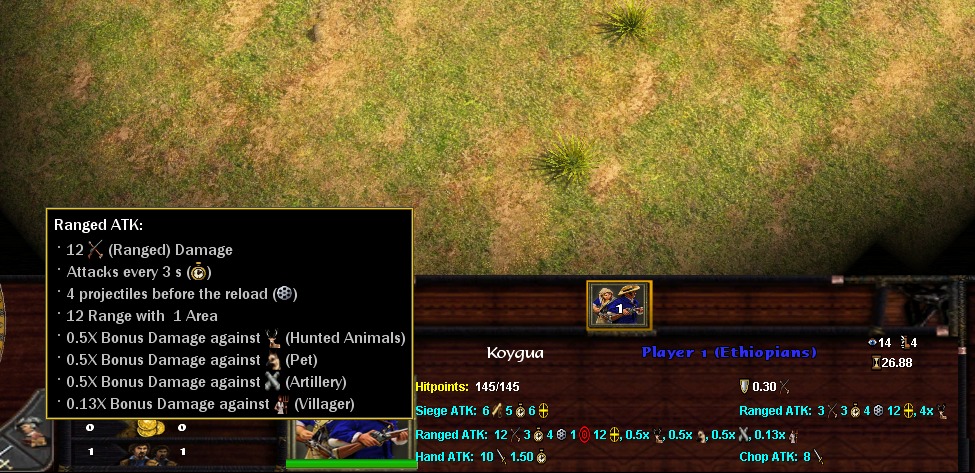 Ranged ATK:
· 12 (Ranged) Damage
· Attacks every 3 s ( )
· 4 projectiles before the reload ( )
· 12 Range with 1 Area
· 0.5X Bonus Damage against (Hunted Animals)
· 0.5X Bonus Damage against (Pet)
· 0.5X Bonus Damage against (Artillery)
· 0.13X Bonus Damage against (Villager)
0 0
1 1
1
Koygua
Player 1 (Ethiopians)
14 4
26.88
Hitpoints: 145/145
0.30
Siege ATK: 6 5 6
Ranged ATK: 3 3 4 12 , 4x
Ranged ATK: 12 3 4 1 12 , 0.5x , 0.5x , 0.5x , 0.13x
Hand ATK: 10 1.50
Chop ATK: 8